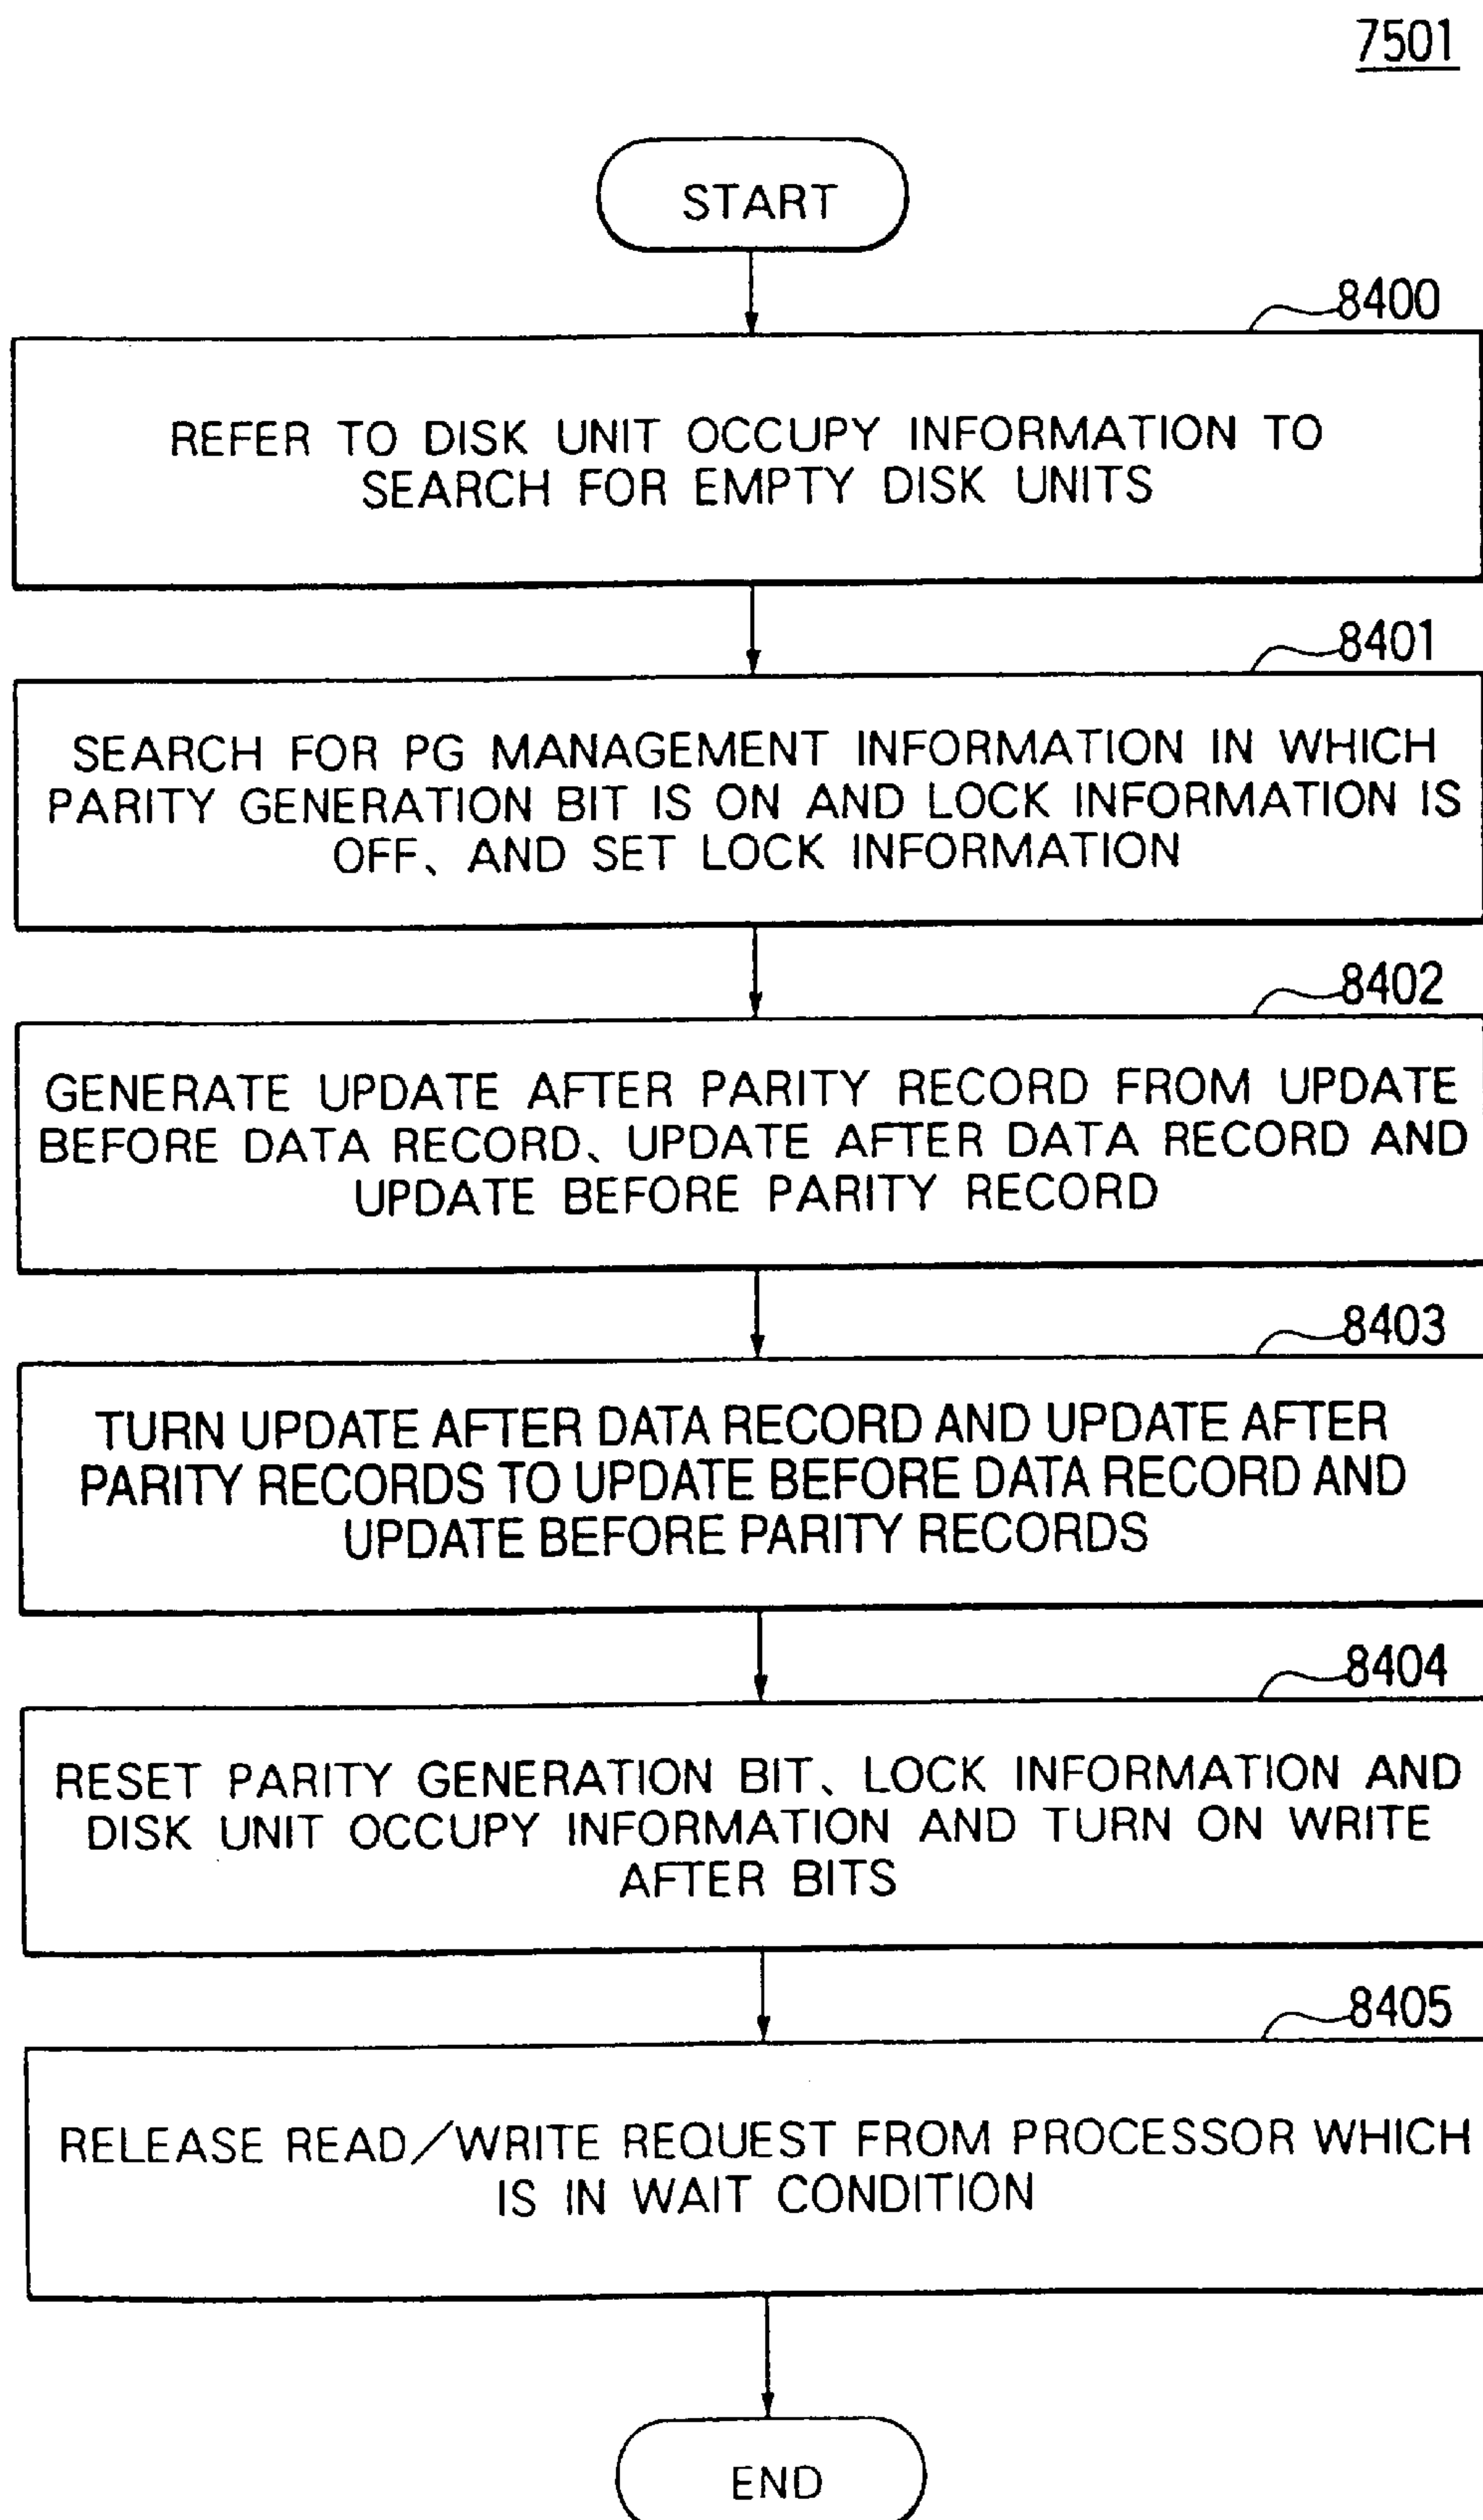 7501
START
8400
REFER TO DISK UNIT OCCUPY INFORMATION TO
SEARCH FOR EMPTY DISK UNITS
8401
SEARCH FOR PG MANAGEMENT INFORMATION IN WHICH
PARITY GENERATION BIT IS ON AND LOCK INFORMATION IS
OFF、AND SET LOCK INFORMATION
8402
GENERATE UPDATE AFTER PARITY RECORD FROM UPDATE
BEFORE DATA RECORD、UPDATE AFTER DATA RECORD AND
UPDATE BEFORE PARITY RECORD
8403
TURN UPDATE AFTER DATA RECORD AND UPDATE AFTER
PARITY RECORDS TO UPDATE BEFORE DATA RECORD AND
UPDATE BEFORE PARITY RECORDS
8404
RESET PARITY GENERATION BIT、LOCK INFORMATION AND
DISK UNIT OCCUPY INFORMATION AND TURN ON WRITE
AFTER BITS
8405
RELEASE READ/WRITE REQUEST FROM PROCESSOR WHICH
IS IN WAIT CONDITION
END